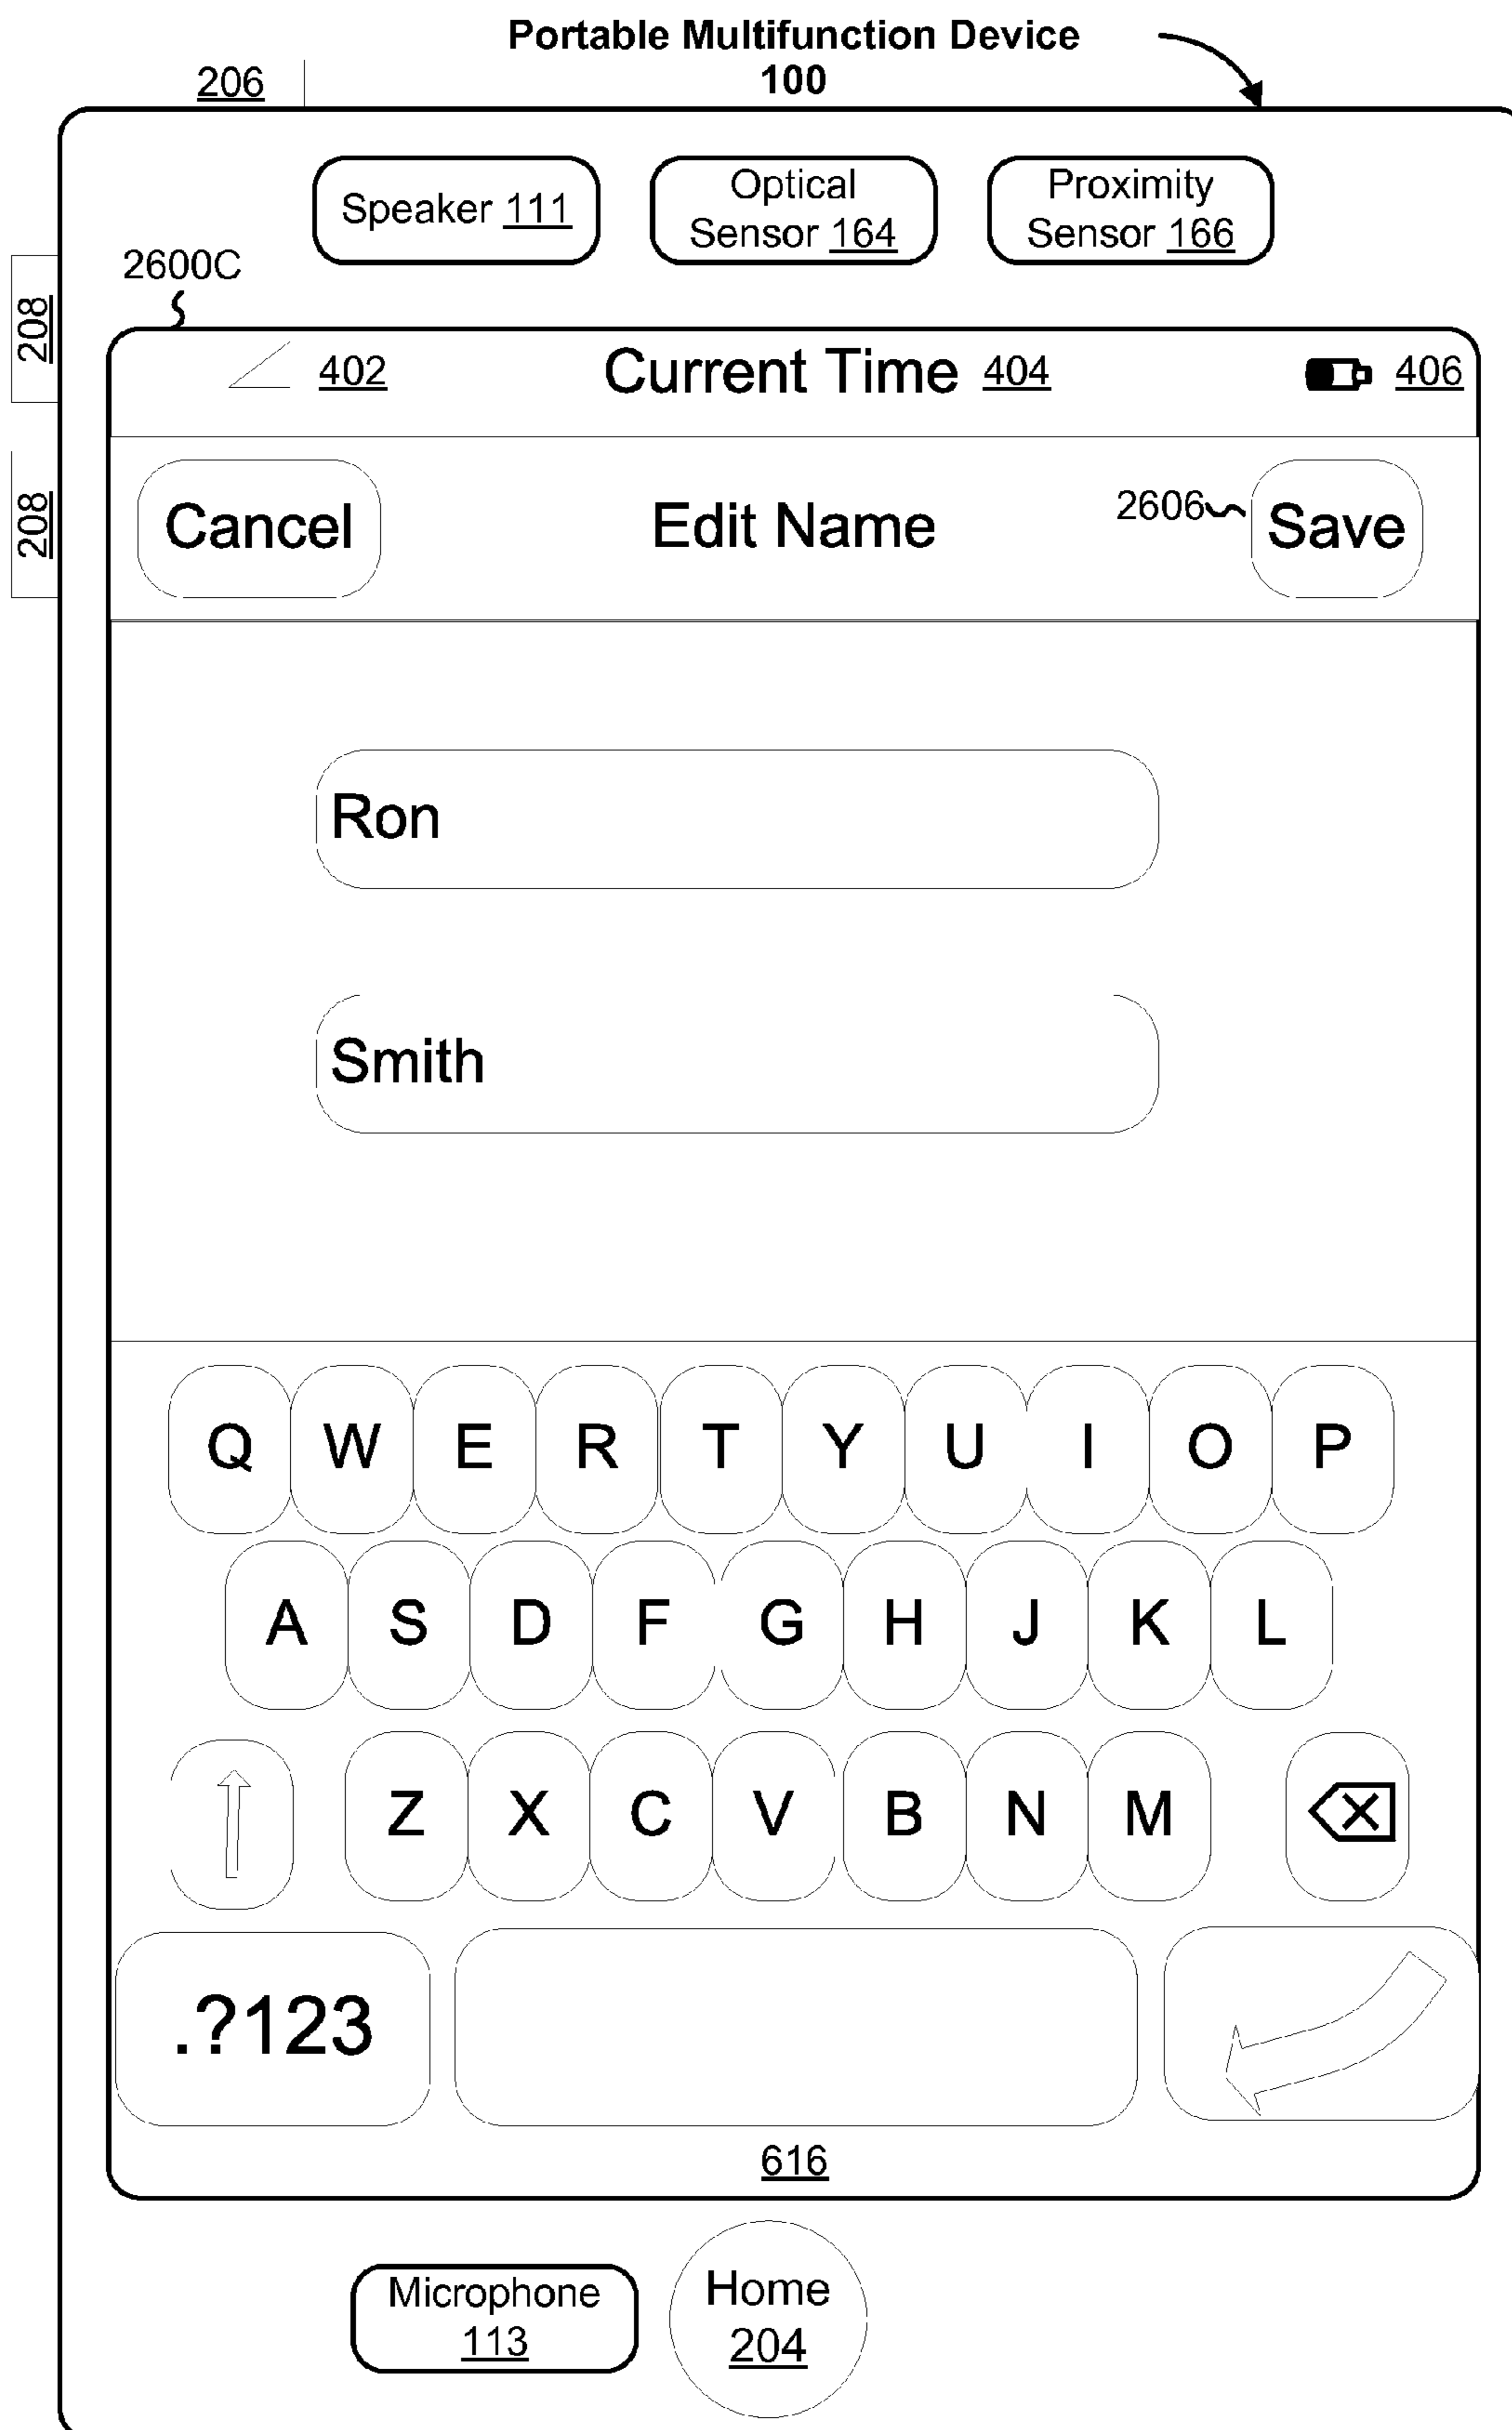 Portable Multifunction Device
100
206
Speaker 111
Optical
Sensor 164
Proximity
Sensor 166
2600C
208
402
Current Time 404
406
208
Cancel
Edit Name
2606
Save
Ron
Smith
Q W E R T Y U I O P
A S D F G H J K L
Z X C V B N M
.?123
616
Microphone
113
Home
204